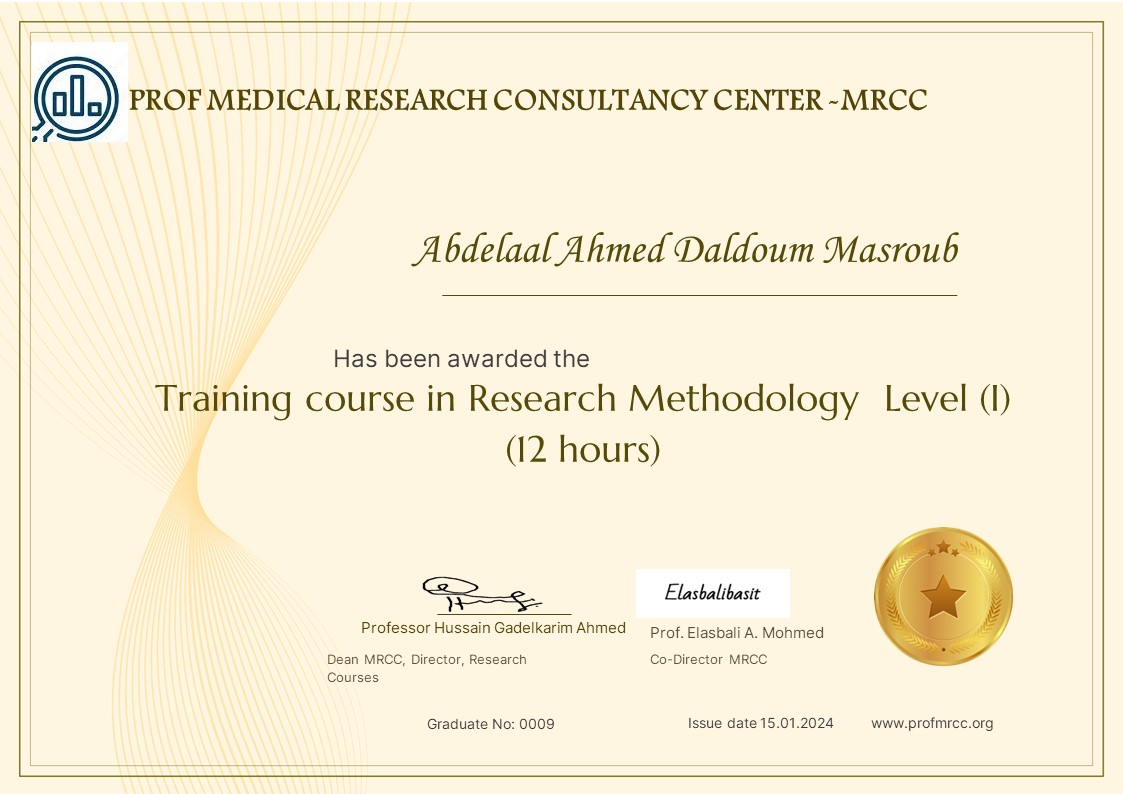 PROF MEDICAL RESEARCH CONSULTANCY CENTER ~MRCC
Abdelaal Ahmed Daldoum Masroub
Has been awarded the
Training course in Research Methodology Level (I)
(12 hours)
Elasbalibasit
Professor Hussain Gadelkarim Ahmed
Prof. Elasbali A. Mohmed
Dean MRCC, Director, Research
Courses
Co-Director MRCC
Graduate No: 0009
Issue date 15.01.2024
www.profmrcc.org